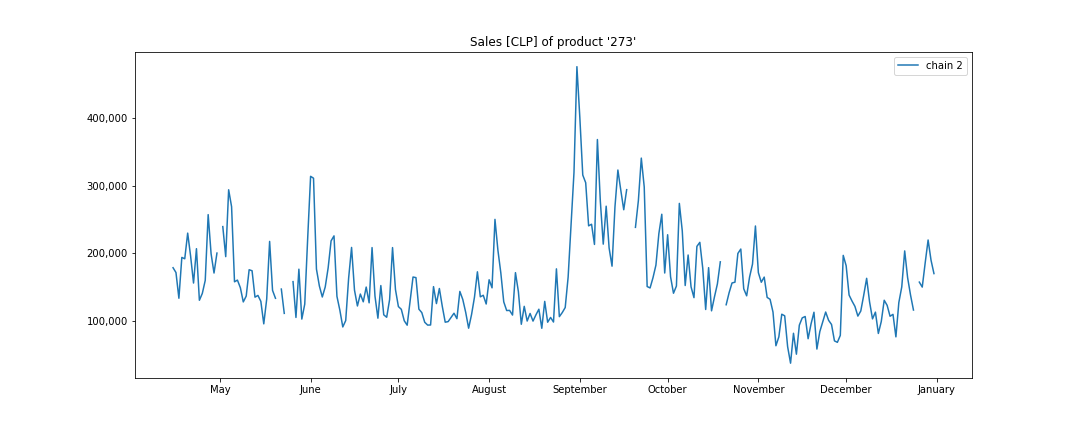 Sales [CLP] of product '273'
chain 2
400,000
300,000
200,000
100,000
May June July August September October November December January